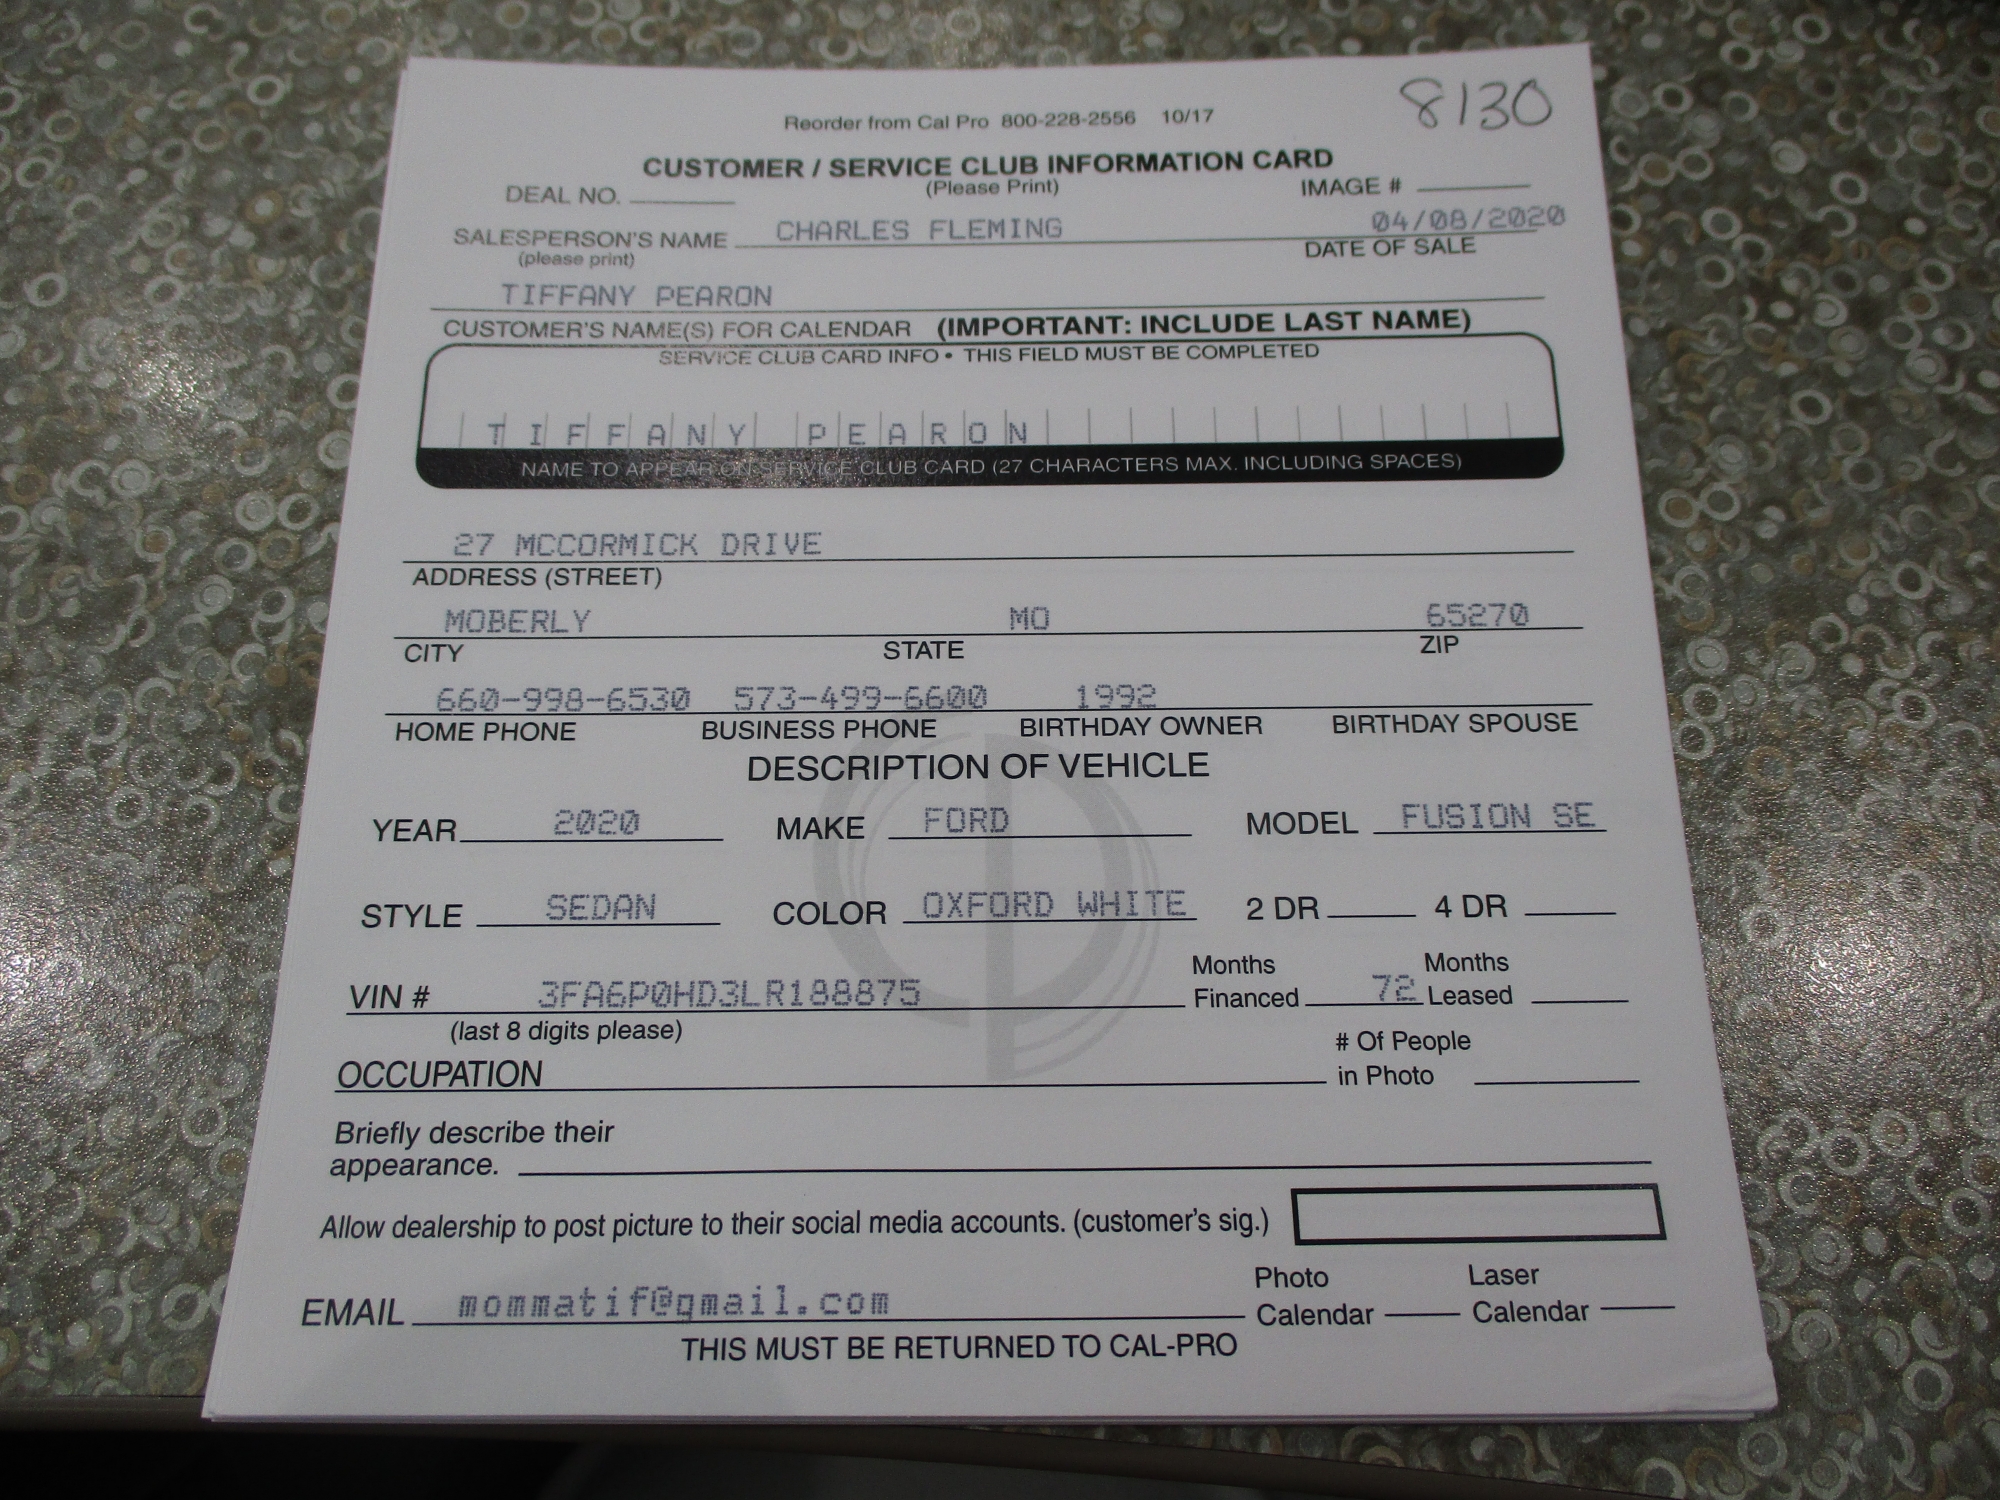 8130
Reorder from Cal Pro 800-228-2556 10/17
CUSTOMER / SERVICE CLUB INFORMATION CARD
DEAL NO. (Please Print) IMAGE #
SALESPERSON'S NAME CHARLES FLEMING 04/08/2020
(please print) DATE OF SALE
TIFFANY PEARON
CUSTOMER'S NAME(S) FOR CALENDAR (IMPORTANT: INCLUDE LAST NAME)
SERVICE CLUB CARD INFO • THIS FIELD MUST BE COMPLETED
TIFFANY PEARON
NAME TO APPEAR ON SERVICE CLUB CARD (27 CHARACTERS MAX. INCLUDING SPACES)
27 MCCORMICK DRIVE
ADDRESS (STREET)
MOBERLY MO 65270
CITY STATE ZIP
660-998-6530 573-499-6600 1992
HOME PHONE BUSINESS PHONE BIRTHDAY OWNER BIRTHDAY SPOUSE
DESCRIPTION OF VEHICLE
YEAR 2020 MAKE FORD MODEL FUSION SE
STYLE SEDAN COLOR OXFORD WHITE 2 DR 4 DR
Months Months
VIN # 3FA6P0HD3LR188875 Financed 72 Leased
(last 8 digits please)
# Of People
OCCUPATION in Photo
Briefly describe their
appearance.
Allow dealership to post picture to their social media accounts. (customer's sig.)
Photo Laser
EMAIL mommatif@gmail.com Calendar Calendar
THIS MUST BE RETURNED TO CAL-PRO